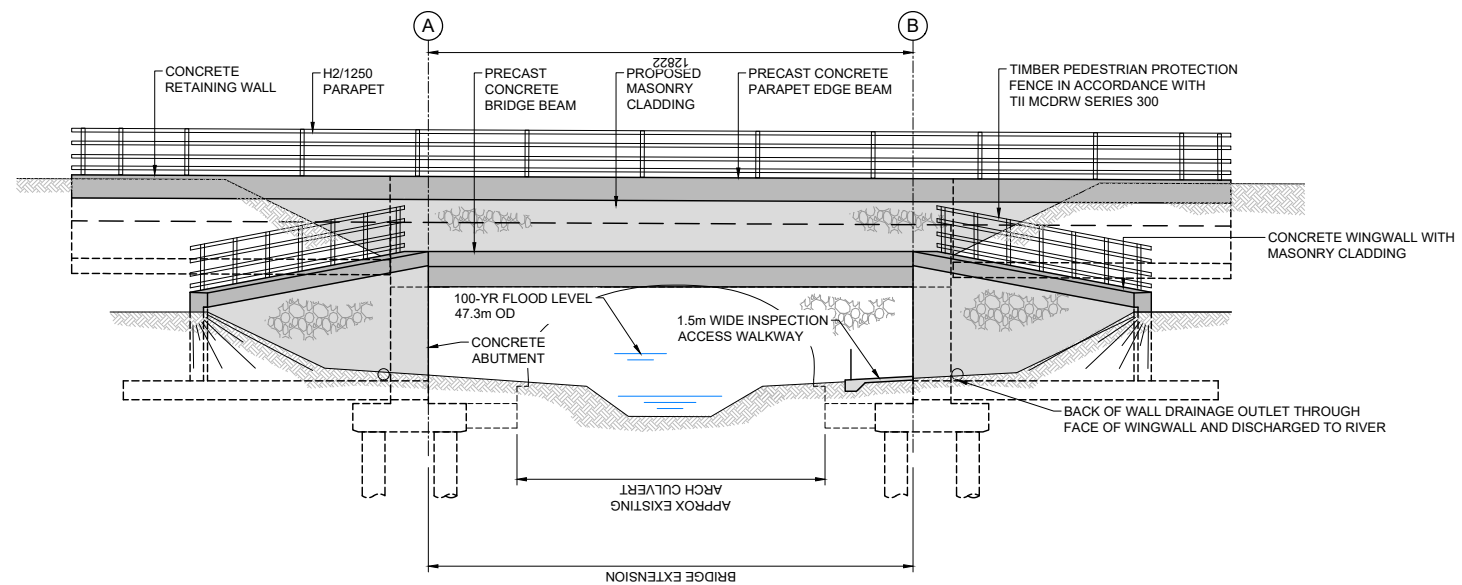 A
B
12822
CONCRETE
RETAINING WALL
H2/1250
PARAPET
PRECAST
CONCRETE
BRIDGE BEAM
PROPOSED
MASONRY
CLADDING
PRECAST CONCRETE
PARAPET EDGE BEAM
TIMBER PEDESTRIAN PROTECTION
FENCE IN ACCORDANCE WITH
TII MCDRW SERIES 300
CONCRETE WINGWALL WITH
MASONRY CLADDING
100-YR FLOOD LEVEL
47.3m OD
1.5m WIDE INSPECTION
ACCESS WALKWAY
CONCRETE
ABUTMENT
BACK OF WALL DRAINAGE OUTLET THROUGH
FACE OF WINGWALL AND DISCHARGED TO RIVER
APPROX EXISTING
ARCH CULVERT
BRIDGE EXTENSION